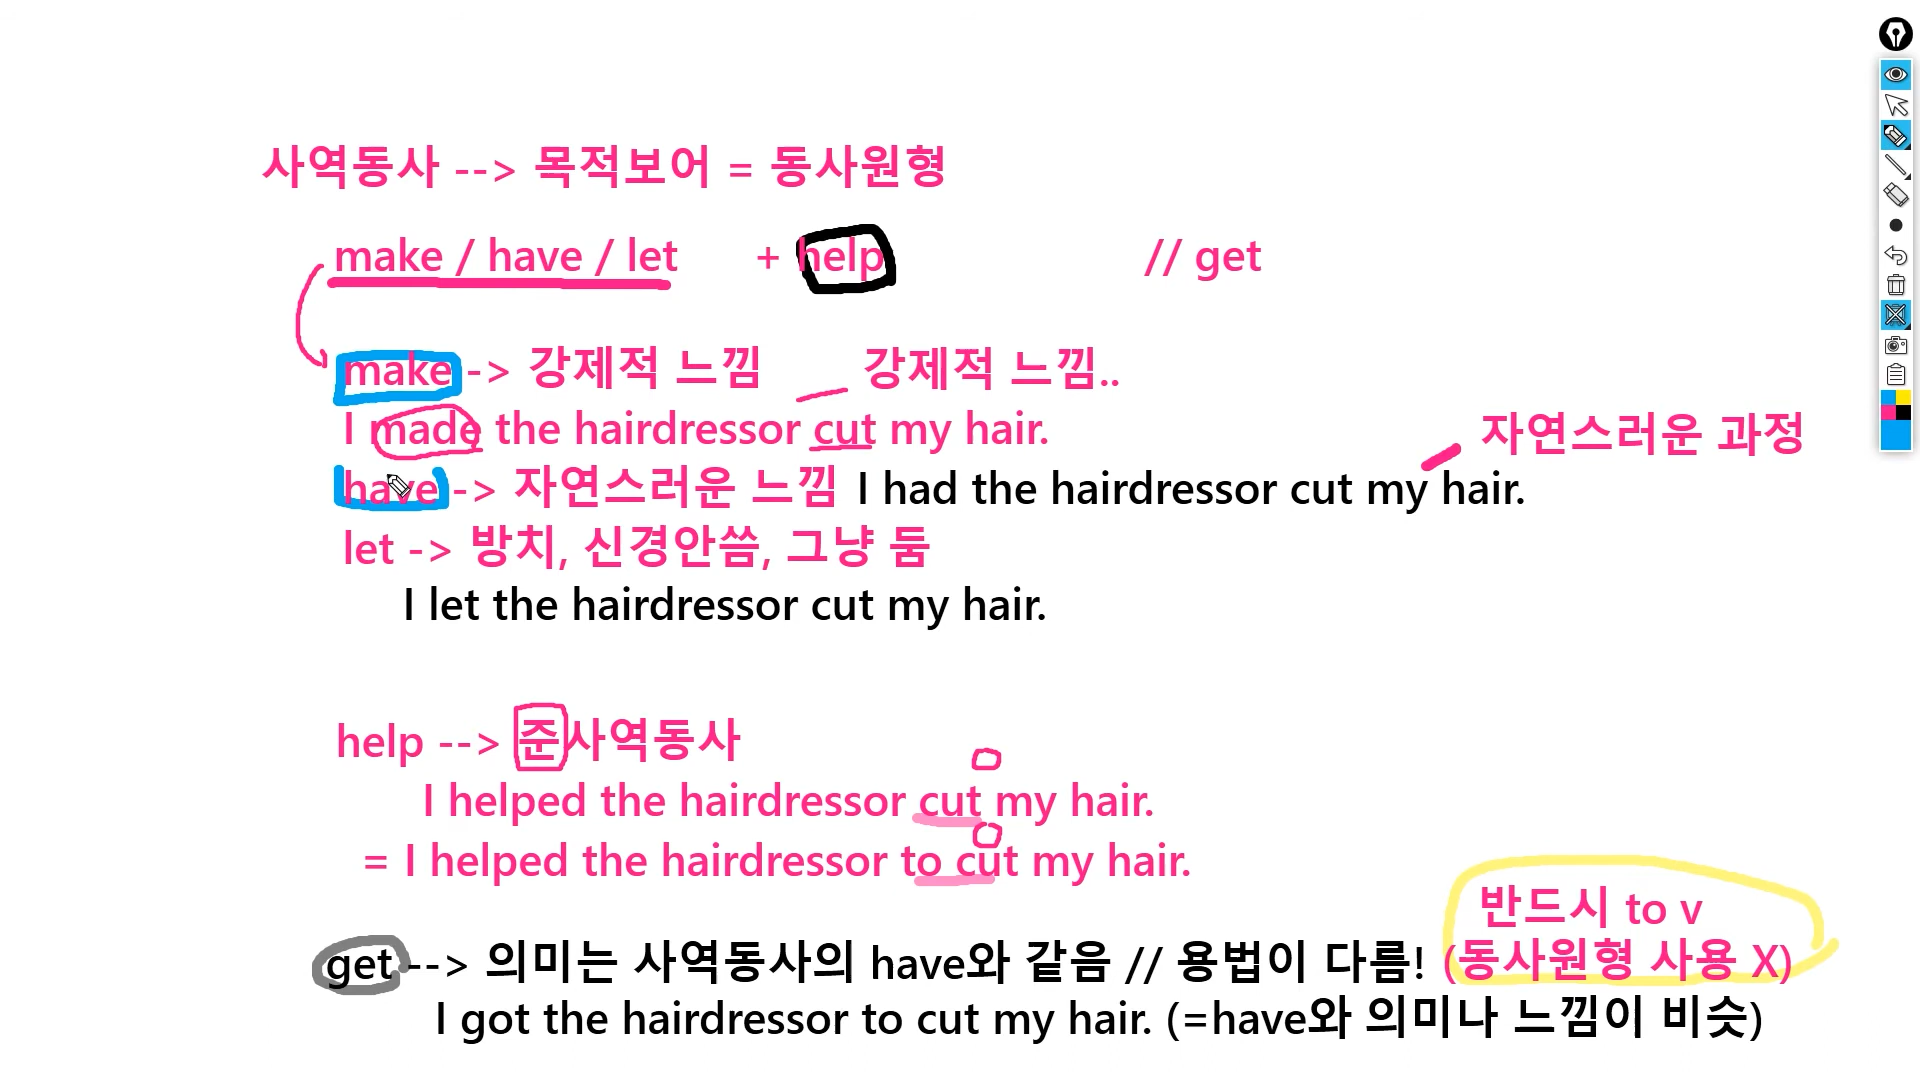 사역동사 --> 목적보어 = 동사원형
make / have / let + help // get
make -> 강제적 느낌 강제적 느낌..
I made the hairdressor cut my hair.
자연스러운 과정
have -> 자연스러운 느낌 I had the hairdressor cut my hair.
let -> 방치, 신경안씀, 그냥 둠
I let the hairdressor cut my hair.
help --> 준사역동사
I helped the hairdressor cut my hair.
= I helped the hairdressor to cut my hair.
반드시 to v
get --> 의미는 사역동사의 have와 같음 // 용법이 다름! (동사원형 사용 X)
I got the hairdressor to cut my hair. (=have와 의미나 느낌이 비슷)